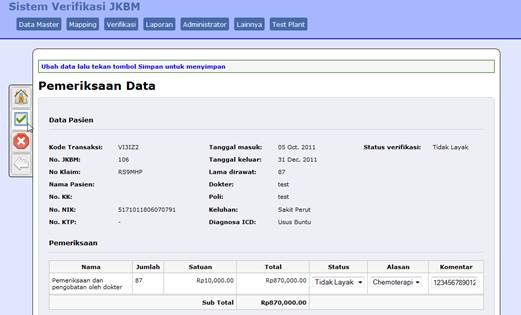 Sistem Verifikasi JKBM
Data Master Mapping Verifikasi Laporan Administrator Lainnya Test Plant
Ubah data lalu tekan tombol Simpan untuk menyimpan
Pemeriksaan Data
Data Pasien
Kode Transaksi: VI3IZ2 Tanggal masuk: 05 Oct. 2011 Status verifikasi: Tidak Layak
No. JKBM: 106 Tanggal keluar: 31 Dec. 2011
No Klaim: RS9MHP Lama dirawat: 87
Nama Pasien: Dokter: test
No. KK: Poli: test
No. NIK: 5171011806070791 Keluhan: Sakit Perut
No. KTP: - Diagnosa ICD: Usus Buntu
Pemeriksaan
Nama Jumlah Satuan Total Status Alasan Komentar
Pemeriksaan dan 87 Rp10,000.00 Rp870,000.00 Tidak Layak Chemoterapi 123456789012
pengobatan oleh dokter
Sub Total Rp870,000.00